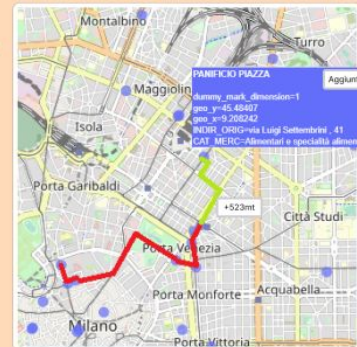 Montalbino
Turro
PANIFICIO PIAZZA
Aggiunt
dummy_mark_dimension=1
Maggiolin
geo_y=45.48407
geo_x=9.208242
INDIR_ORIG=via Luigi Settembrini , 41
CAT_MERC=Alimentari e specialità alimen
Isola
Porta Garibaldi
+523mt
Città Studi
Porta Venezia
Porta Monforte
Acquabella
Milano
Porta Vittoria